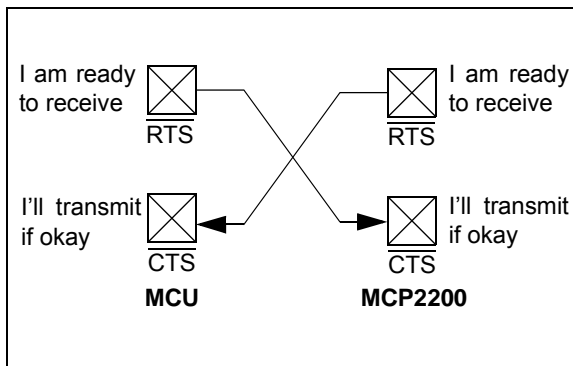 I am ready
to receive
RTS
I am ready
to receive
RTS
I'll transmit
if okay
CTS
I'll transmit
if okay
CTS
MCU
MCP2200